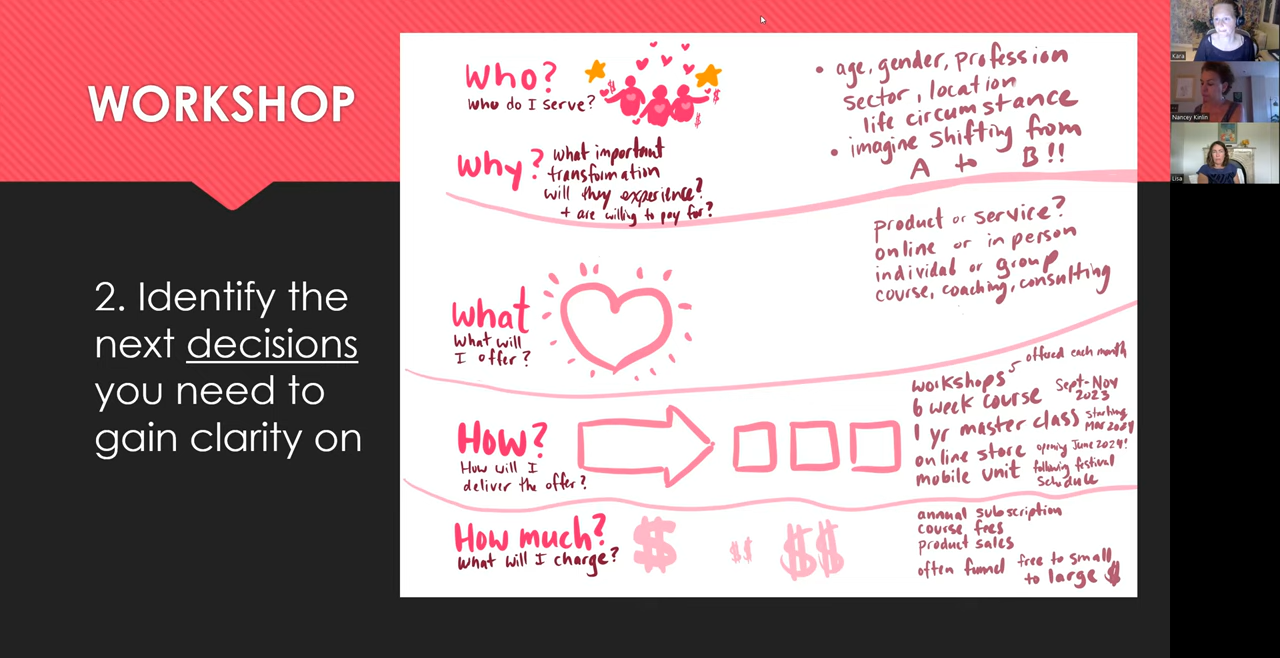 WORKSHOP
2. Identify the
next decisions
you need to
gain clarity on
Who?
Who do I serve?
• age, gender, profession
sector, location
life circumstance
• imagine shifting from
A to B!!
Why?
What important
transformation
will they experience?
+ are willing to pay for?
product or service?
online or in person
individal or group
course, coaching, consulting
What
What will
I offer?
How?
How will I
deliver the offer?
workshops offered each month
6 week course Sept-Nov
2023
1 yr master class starting
online store opening June 2024!
mobile unit following festival
schedule
How much?
What will I charge?
$
$$
$$
annual subscription
course fees
product sales
often funnel free to small
to large $
Kara
Nancey Kinlin
Lisa